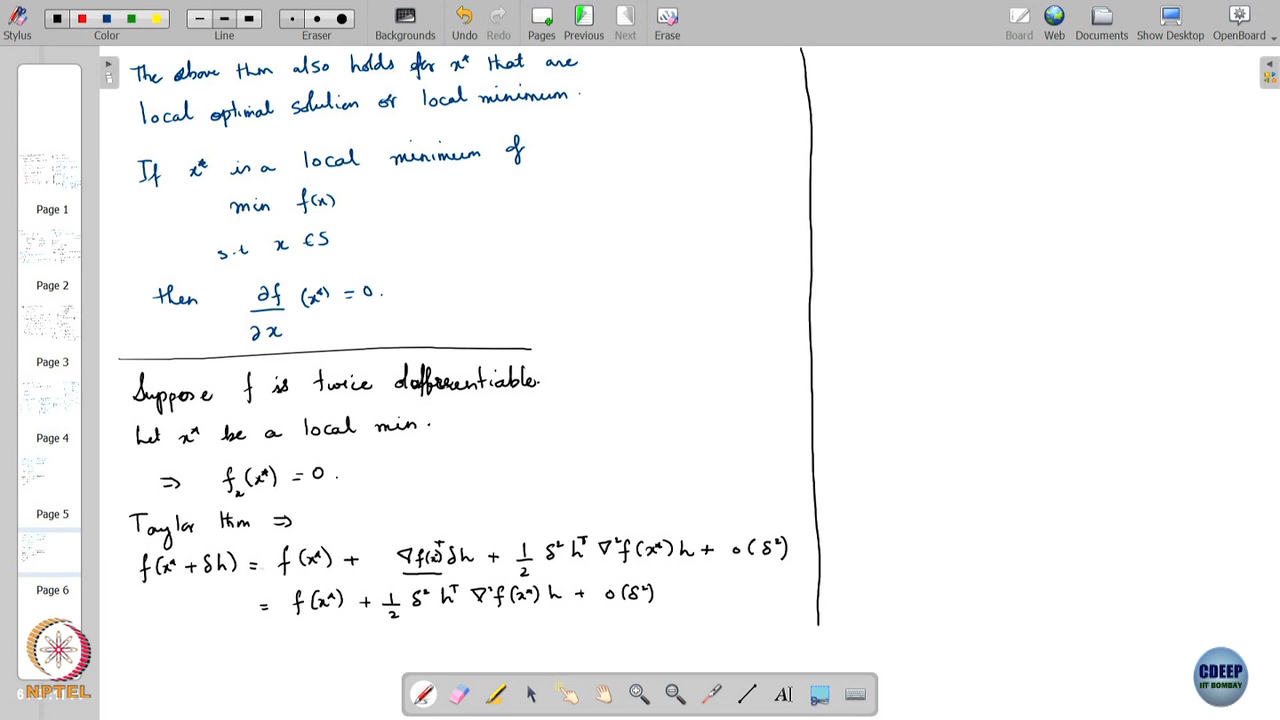 Stylus
Color
Line
Eraser
Backgrounds
Undo
Redo
Pages
Previous
Next
Erase
Board
Web
Documents
Show Desktop
OpenBoard
The above thm also holds for x* that are
local optimal solution or local minimum.
If x* is a local minimum of
min f(x)
s.t x ∈ S
then ∂f/∂x (x*) = 0.
Suppose f is twice differentiable.
Let x* be a local min.
⇒ f_x(x*) = 0.
Taylor thm ⇒
f(x* + δh) = f(x*) + ∇f(x)ᵀ δh + 1/2 δ² hᵀ ∇²f(x*) h + o(δ²)
= f(x*) + 1/2 δ² hᵀ ∇²f(x*) h + o(δ²)
Page 1
Page 2
Page 3
Page 4
Page 5
Page 6
NPTEL
CDEEP
IIT BOMBAY